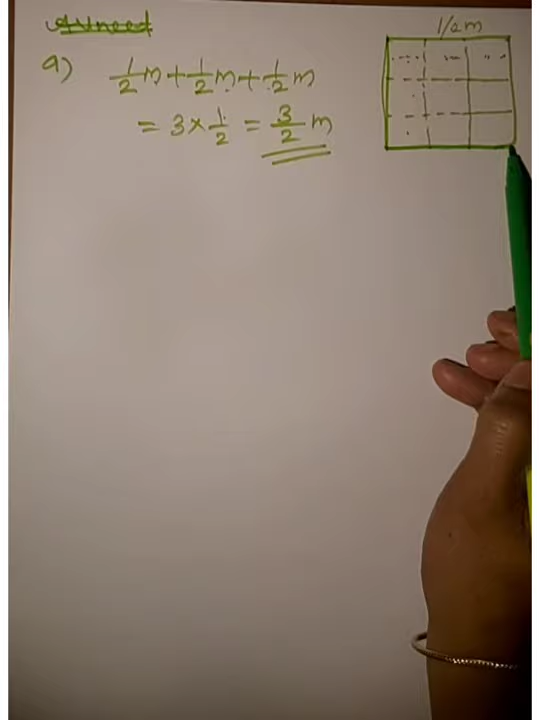 1/2 m
a) 1/2 m + 1/2 m + 1/2 m
= 3 × 1/2 = 3/2 m